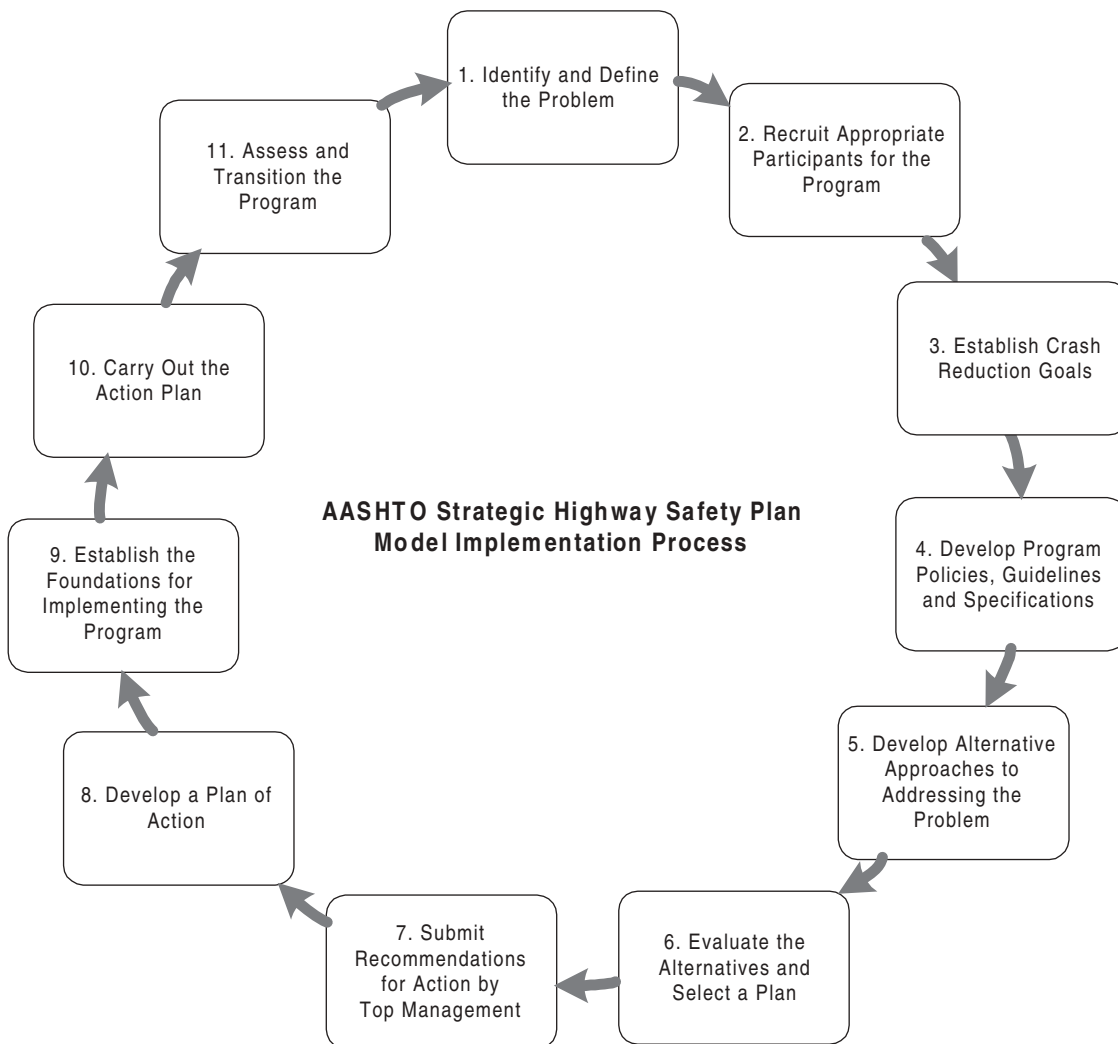 1. Identify and Define
the Problem
2. Recruit Appropriate
Participants for the
Program
3. Establish Crash
Reduction Goals
4. Develop Program
Policies, Guidelines
and Specifications
5. Develop Alternative
Approaches to
Addressing the
Problem
6. Evaluate the
Alternatives and
Select a Plan
7. Submit
Recommendations
for Action by
Top Management
8. Develop a Plan of
Action
9. Establish the
Foundations for
Implementing the
Program
10. Carry Out the
Action Plan
11. Assess and
Transition the
Program
AASHTO Strategic Highway Safety Plan
Model Implementation Process